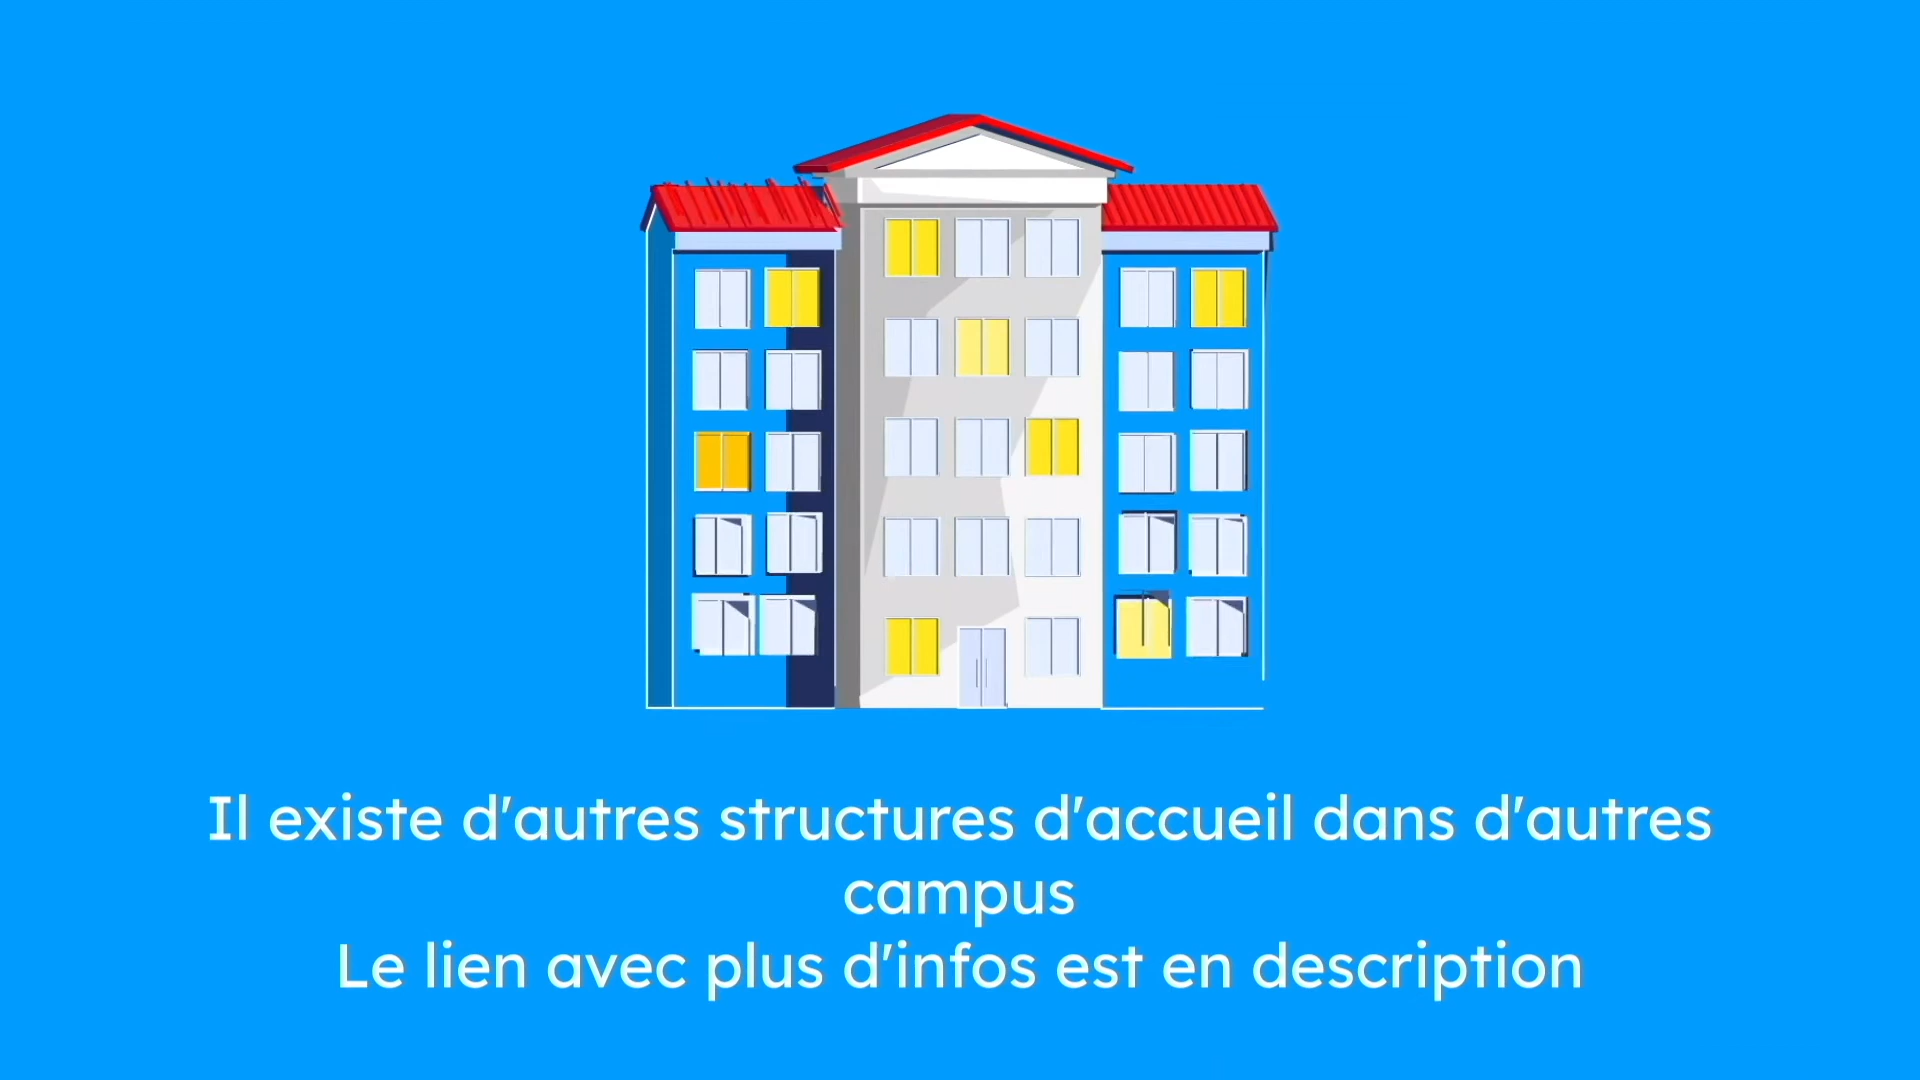 Il existe d'autres structures d'accueil dans d'autres
campus
Le lien avec plus d'infos est en description